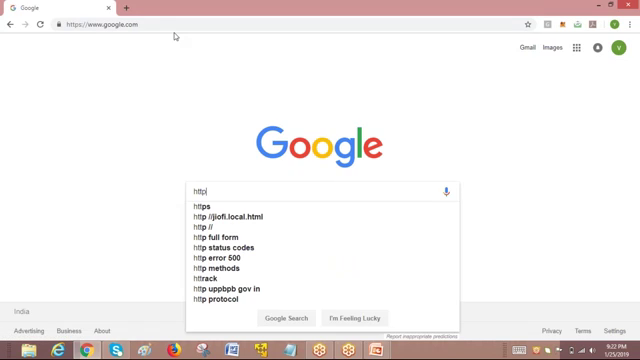 Google
https://www.google.com
Gmail Images
V
V
Google
http
https
http //jiofi.local.html
http //
http full form
http status codes
http error 500
http methods
httrack
http uppbpb gov in
http protocol
Google Search I'm Feeling Lucky
Report inappropriate predictions
India
Advertising Business About Privacy Terms Settings
9:22 PM
1/25/2019